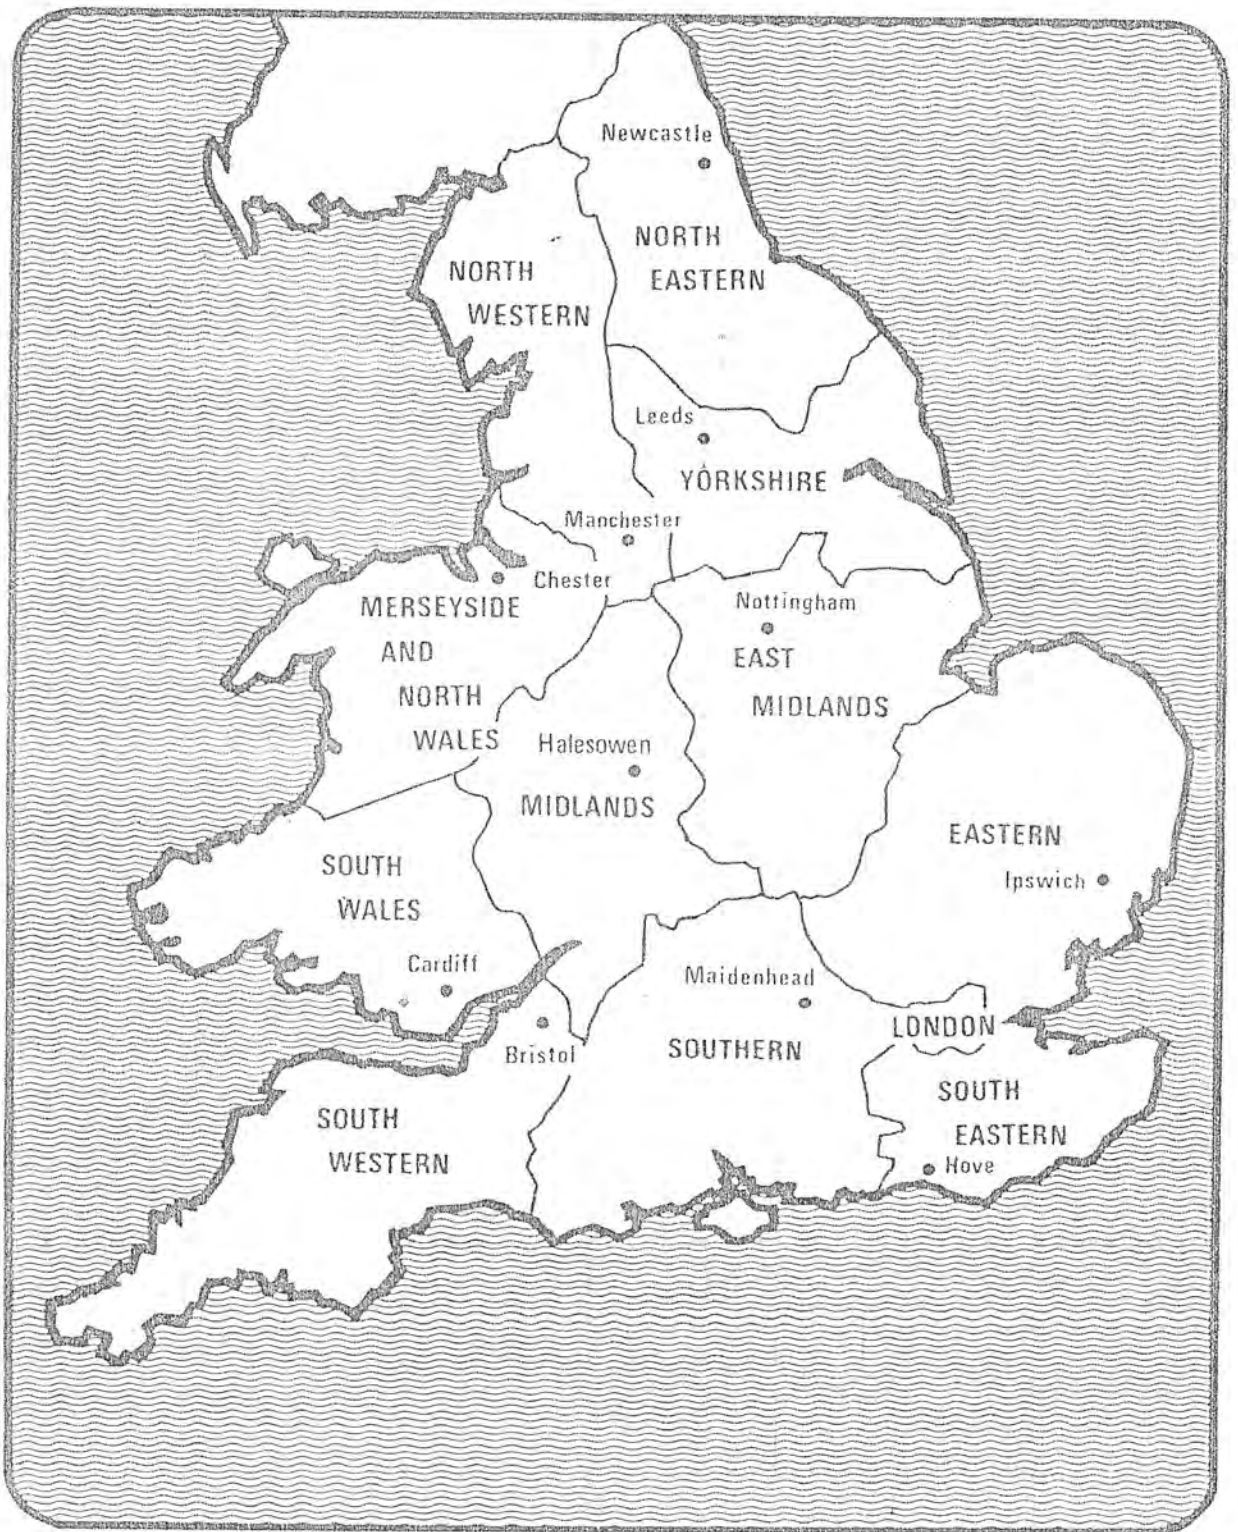 Newcastle
NORTH
EASTERN
NORTH
WESTERN
Leeds
YORKSHIRE
Manchester
Chester
MERSEYSIDE
AND
NORTH
WALES
Nottingham
EAST
MIDLANDS
Halesowen
MIDLANDS
EASTERN
Ipswich
SOUTH
WALES
Cardiff
Maidenhead
LONDON
SOUTHERN
Bristol
SOUTH
WESTERN
SOUTH
EASTERN
Hove